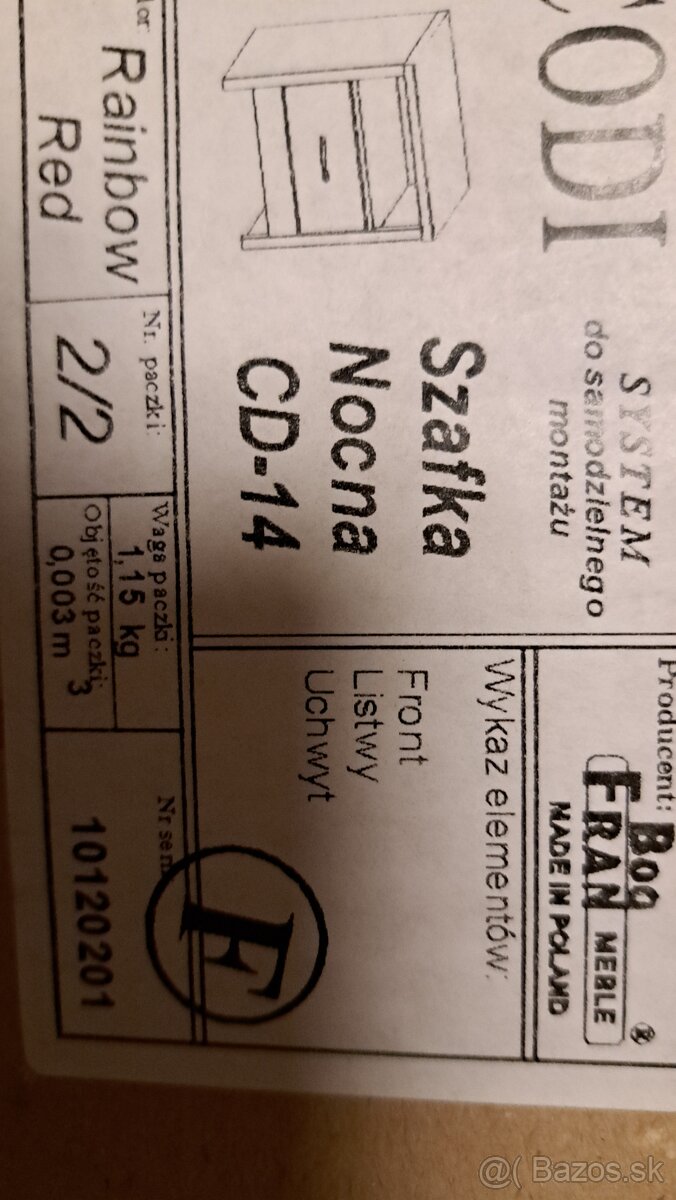 CODI
SYSTEM
do samodzielnego
montażu
Szafka
Nocna
CD-14
Producent:
Bog
FRAN
MEBLE
®
MADE IN POLAND
Wykaz elementów:
Front
Listwy
Uchwyt
F
Rainbow
Red
Nr. paczki:
2/2
Waga paczki:
1,15 kg
Objętość paczki:
0,003 m3
Nr sem
10120201
@( Bazos.sk